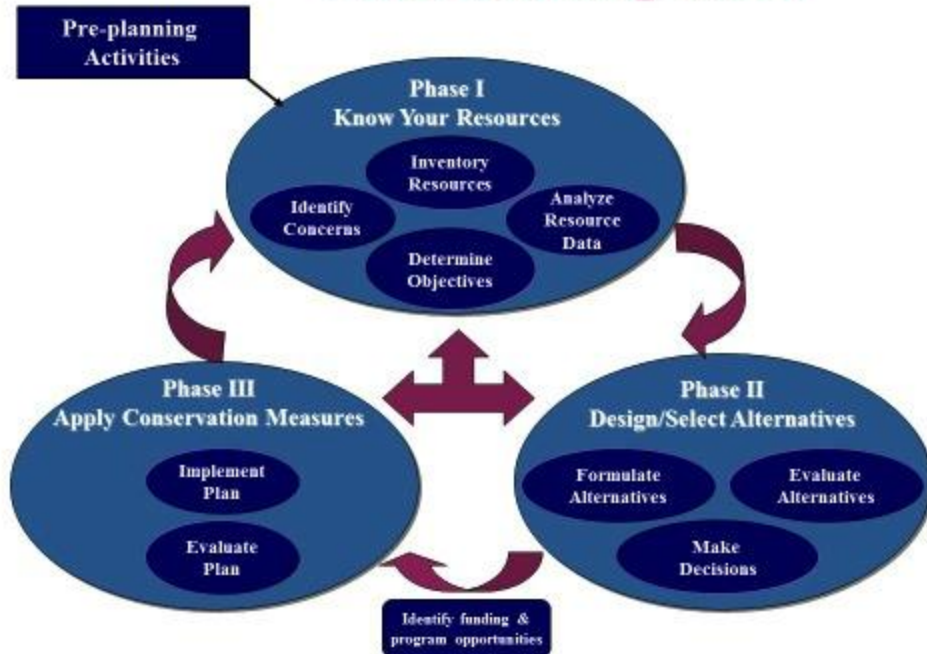 Pre-planning
Activities
Phase I
Know Your Resources
Inventory
Resources
Identify
Concerns
Analyze
Resource
Data
Determine
Objectives
Phase III
Apply Conservation Measures
Implement
Plan
Evaluate
Plan
Phase II
Design/Select Alternatives
Formulate
Alternatives
Evaluate
Alternatives
Make
Decisions
Identify funding &
program opportunities